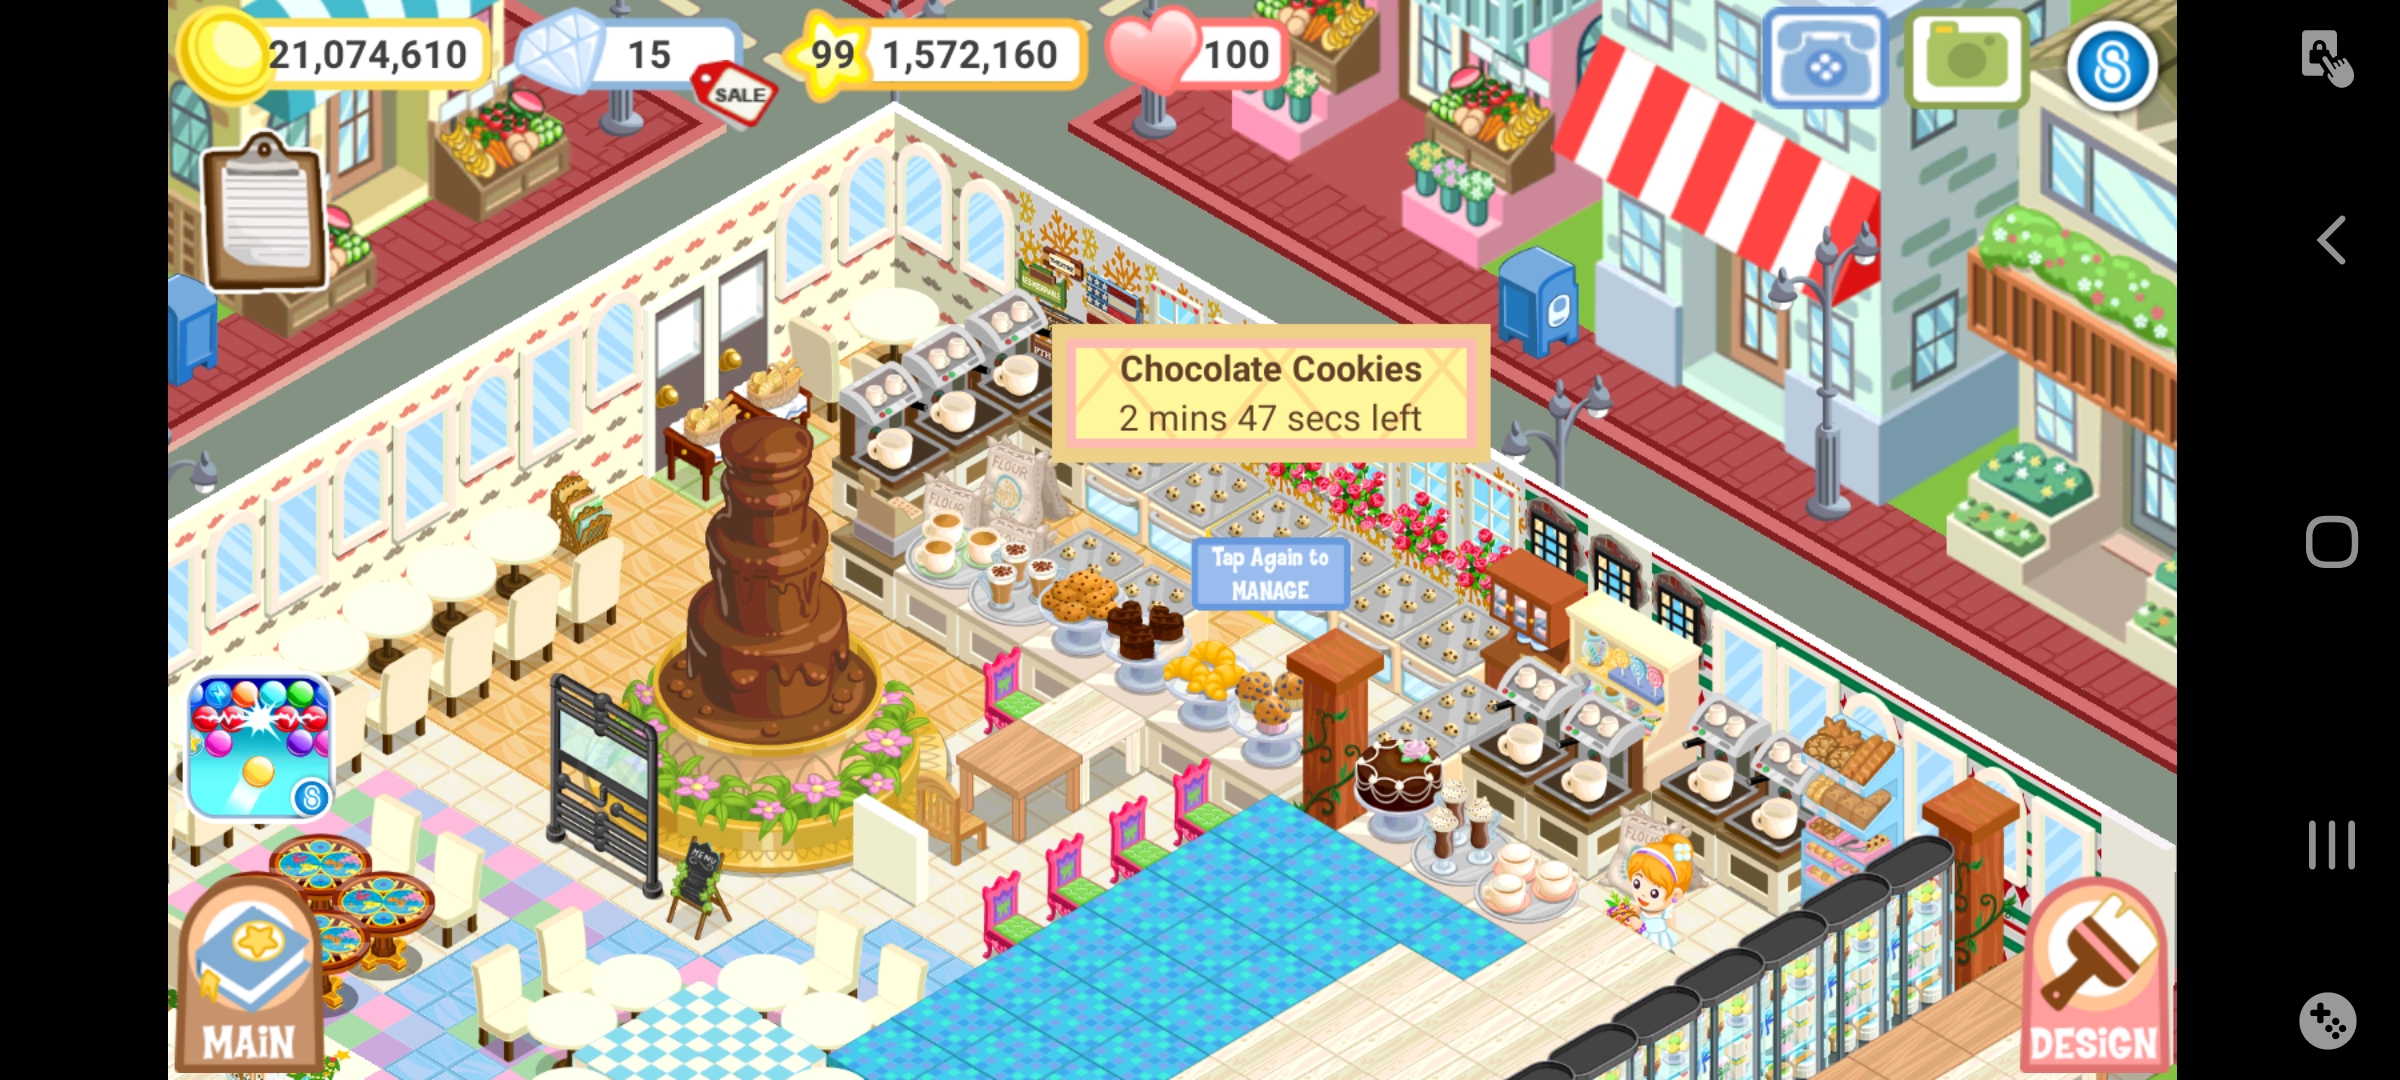 21,074,610
15
SALE
99
1,572,160
100
Chocolate Cookies
2 mins 47 secs left
FLOUR
FLOUR
Tap Again to
MANAGE
MENU
FLOUR
MAiN
DESiGN